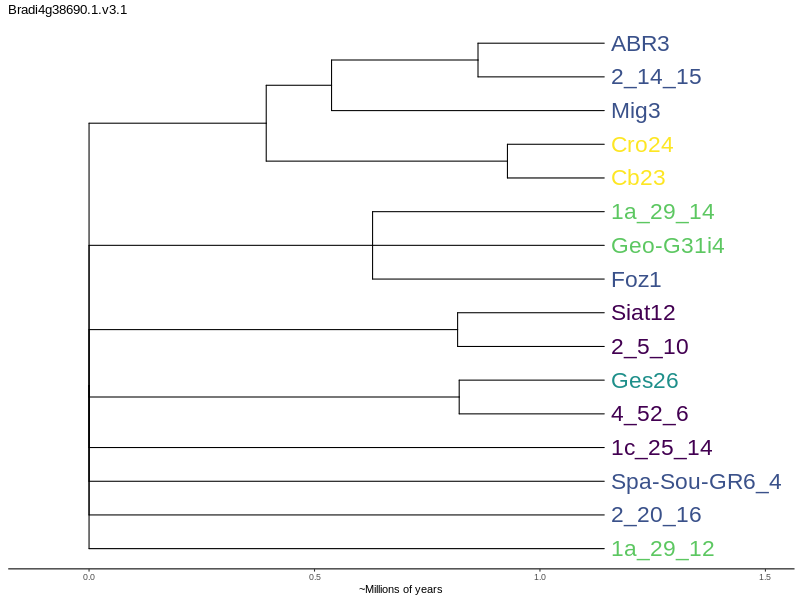 Bradi4g38690.1.v3.1
ABR3
2_14_15
Mig3
Cro24
Cb23
1a_29_14
Geo-G31i4
Foz1
Siat12
2_5_10
Ges26
4_52_6
1c_25_14
Spa-Sou-GR6_4
2_20_16
1a_29_12
0.0 0.5 1.0 1.5
~Millions of years